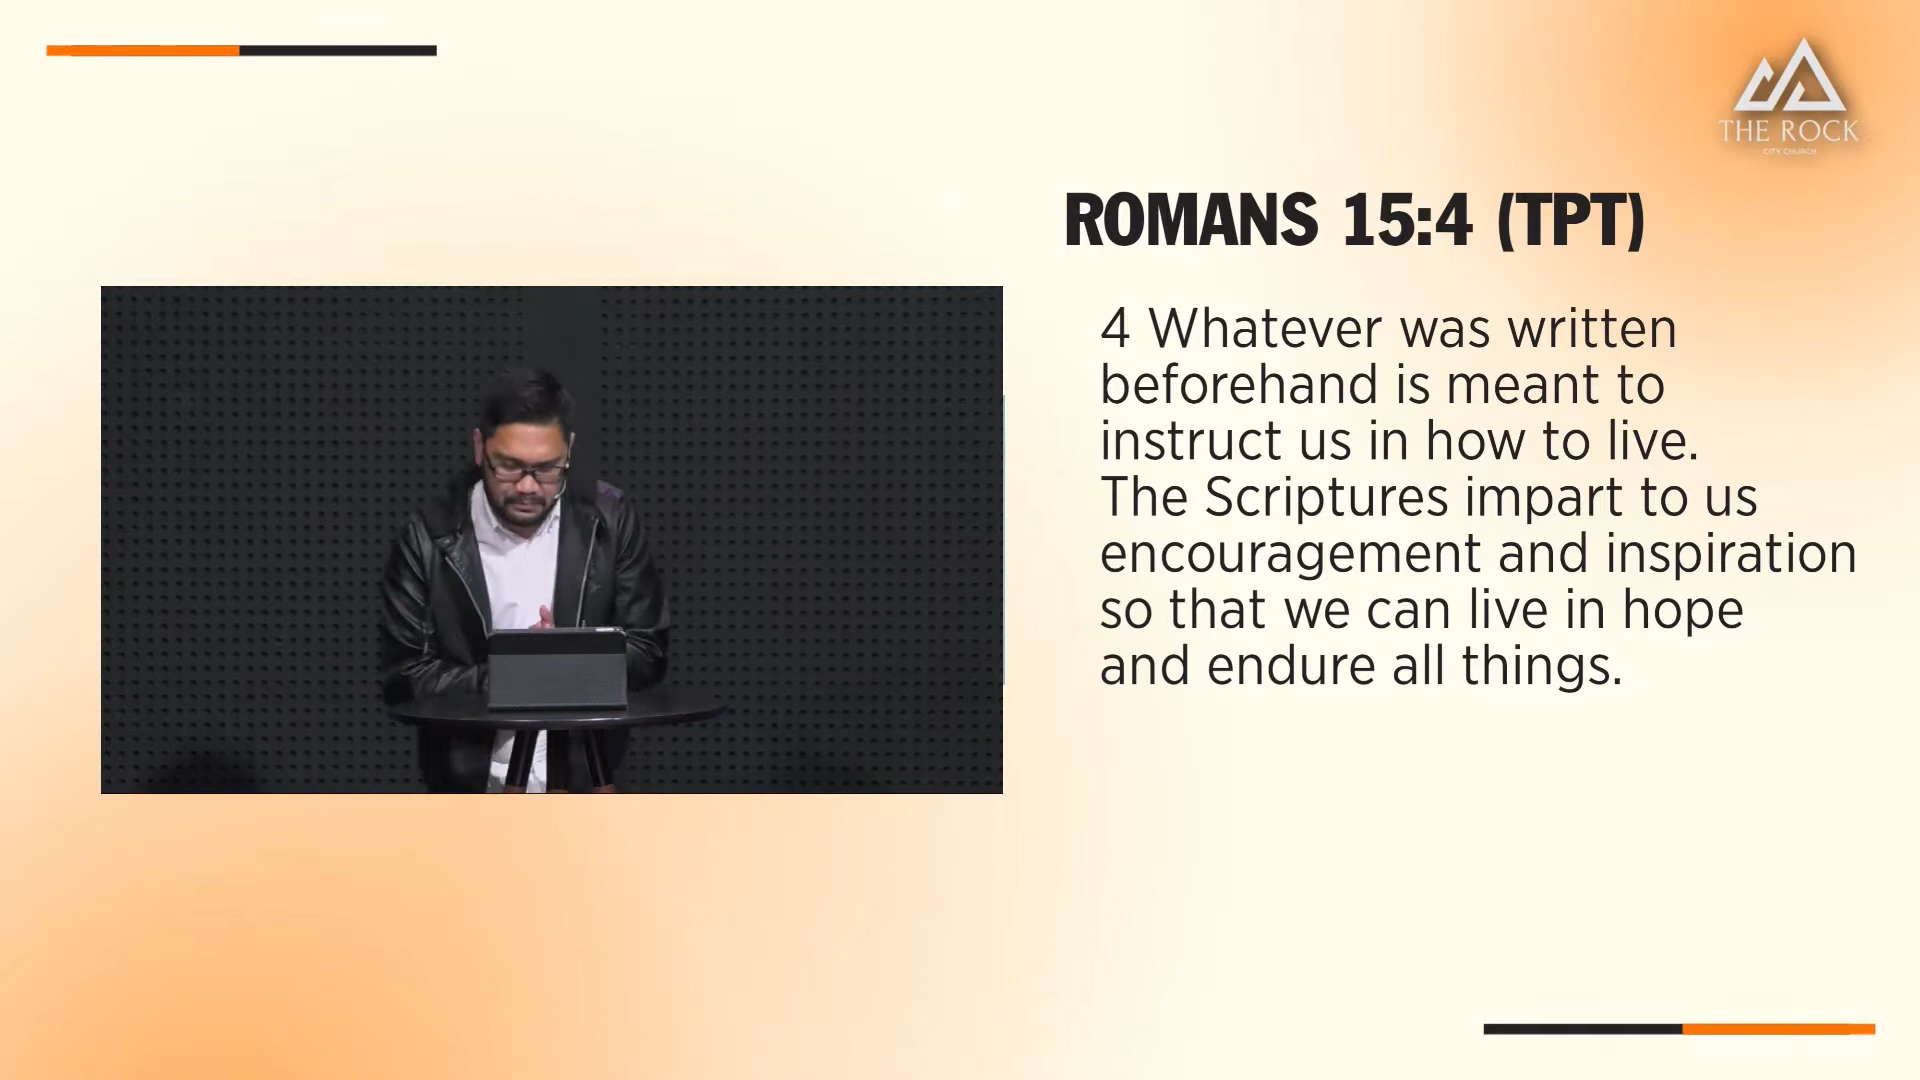 THE ROCK
CITY CHURCH
ROMANS 15:4 (TPT)
4 Whatever was written
beforehand is meant to
instruct us in how to live.
The Scriptures impart to us
encouragement and inspiration
so that we can live in hope
and endure all things.